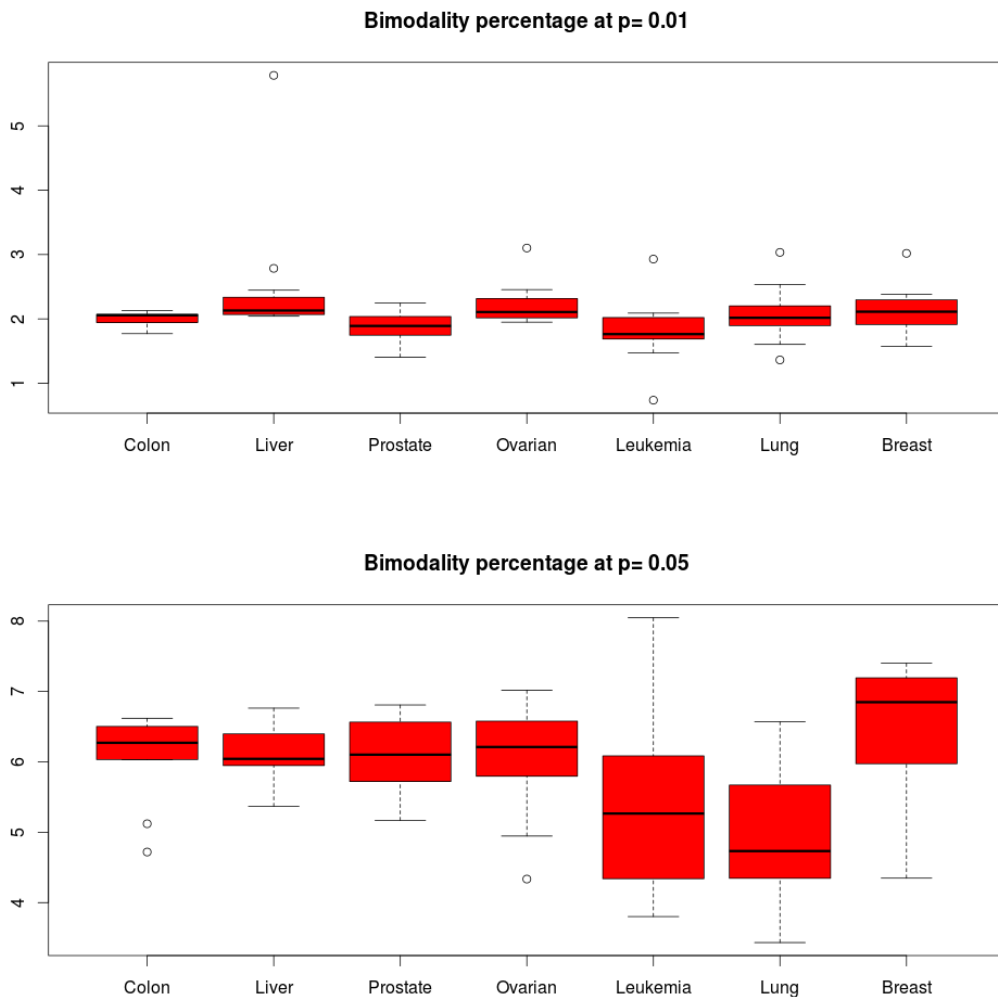 Bimodality percentage at p= 0.01
5
4
3
2
1
Colon Liver Prostate Ovarian Leukemia Lung Breast
Bimodality percentage at p= 0.05
8
7
6
5
4
Colon Liver Prostate Ovarian Leukemia Lung Breast